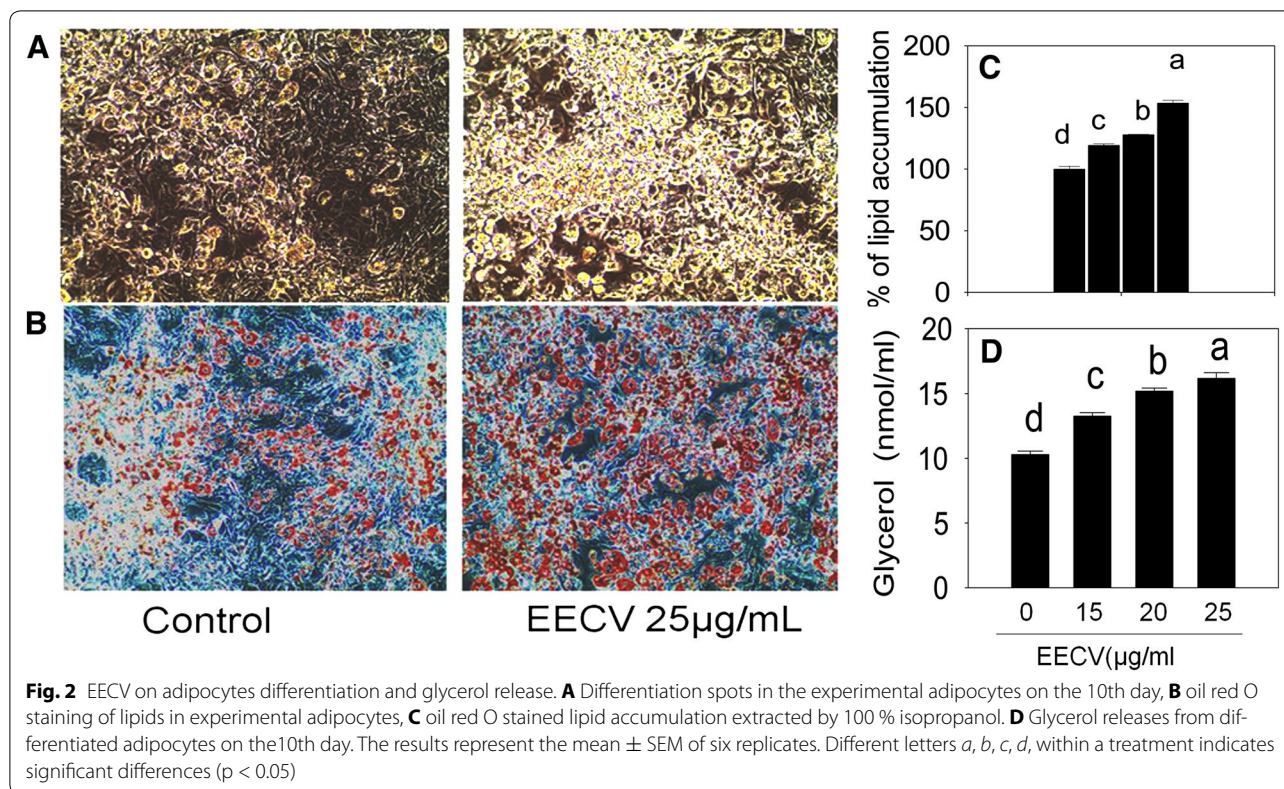 A
B
Control
EECV 25µg/mL
C
% of lipid accumulation
200
150
100
50
0
d
c
b
a
D
Glycerol (nmol/ml)
20
15
10
5
0
d
c
b
a
0 15 20 25
EECV(µg/ml
Fig. 2 EECV on adipocytes differentiation and glycerol release. A Differentiation spots in the experimental adipocytes on the 10th day, B oil red O
staining of lipids in experimental adipocytes, C oil red O stained lipid accumulation extracted by 100 % isopropanol. D Glycerol releases from dif-
ferentiated adipocytes on the10th day. The results represent the mean ± SEM of six replicates. Different letters a, b, c, d, within a treatment indicates
significant differences (p < 0.05)